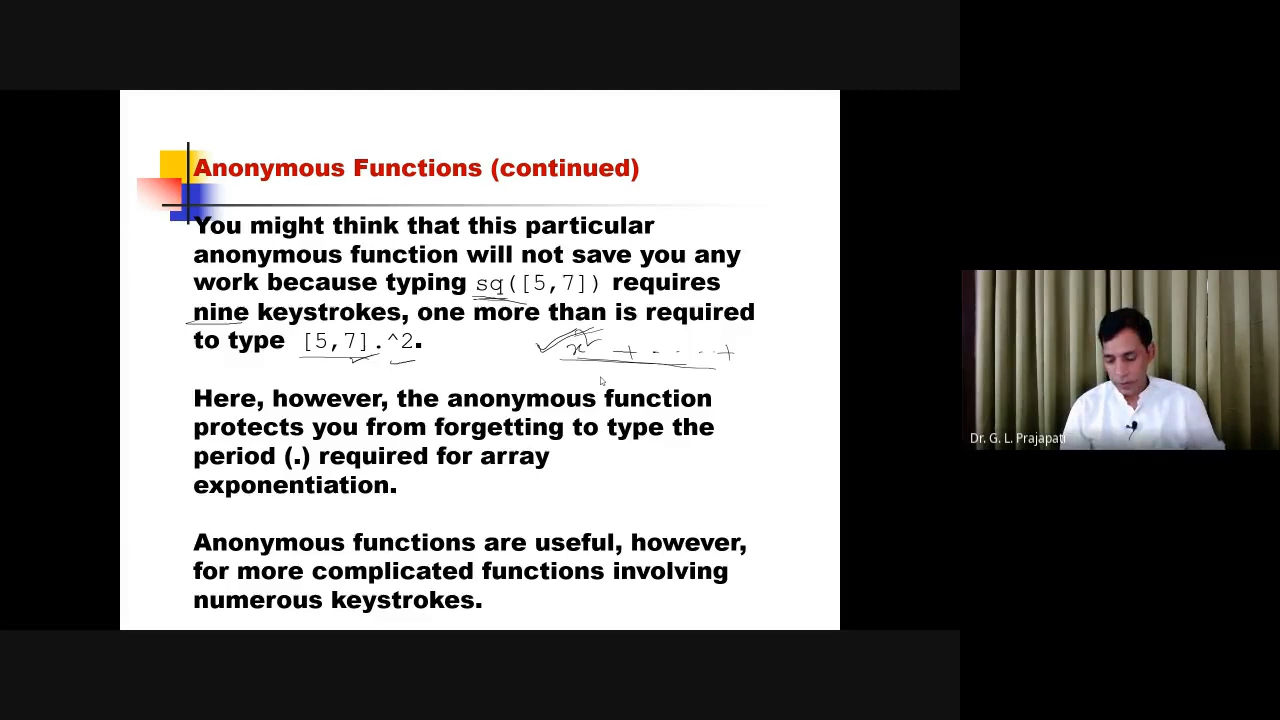 Anonymous Functions (continued)
You might think that this particular
anonymous function will not save you any
work because typing sq([5,7]) requires
nine keystrokes, one more than is required
to type [5,7].^2.
x² + - - - - +
Here, however, the anonymous function
protects you from forgetting to type the
period (.) required for array
exponentiation.
Anonymous functions are useful, however,
for more complicated functions involving
numerous keystrokes.
Dr. G. L. Prajapati